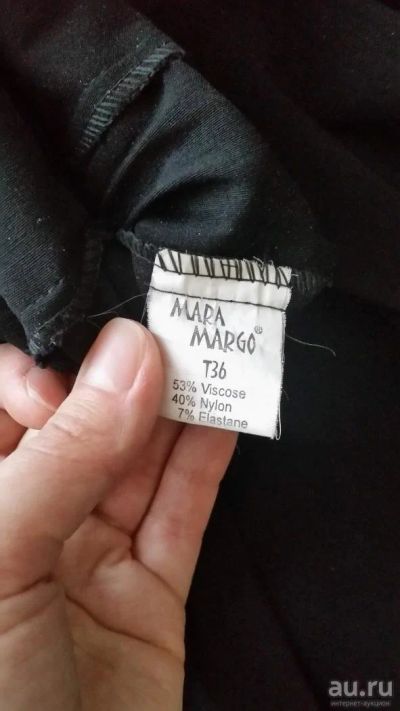 MARA
MARGO®
T36
53% Viscose
40% Nylon
7% Elastane
au.ru
интернет-аукцион